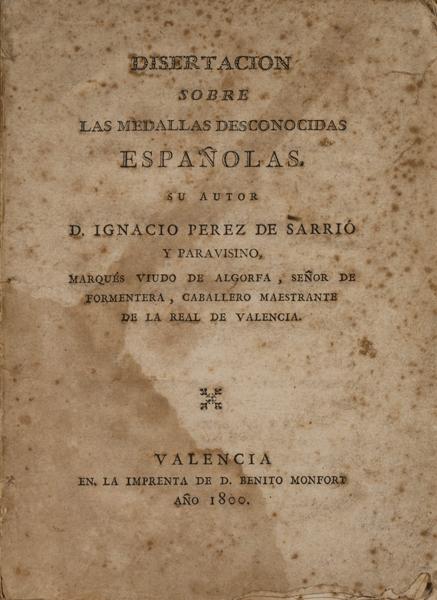 DISERTACION
SOBRE
LAS MEDALLAS DESCONOCIDAS
ESPAÑOLAS.
SU AUTOR
D. IGNACIO PEREZ DE SARRIÓ
Y PARAVISINO,
MARQUÉS VIUDO DE ALGORFA , SEÑOR DE
FORMENTERA , CABALLERO MAESTRANTE
DE LA REAL DE VALENCIA.
VALENCIA
EN LA IMPRENTA DE D. BENITO MONFORT
AÑO 1800.